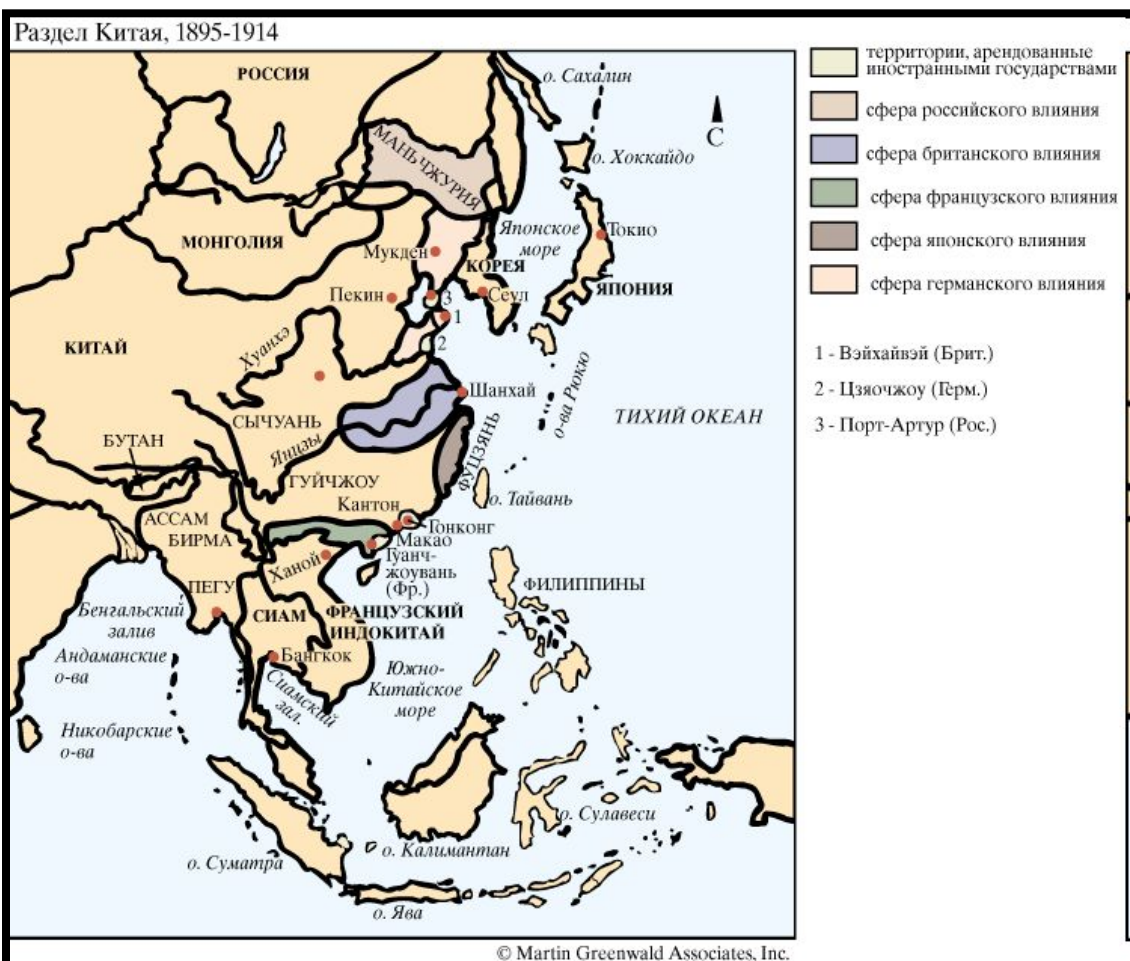 Раздел Китая, 1895-1914
РОССИЯ
о. Сахалин
МАНЬЧЖУРИЯ
о. Хоккайдо
С
МОНГОЛИЯ
Мукден
Японское
море
Токио
КОРЕЯ
Сеул
ЯПОНИЯ
Пекин
3
1
2
КИТАЙ
Хуанхэ
Шанхай
о-ва Рюкю
ТИХИЙ ОКЕАН
СЫЧУАНЬ
Янцзы
ФУЦЗЯНЬ
БУТАН
ГУЙЧЖОУ
о. Тайвань
Кантон
Гонконг
АССАМ
БИРМА
Макао
Гуанч-
жоувань
(Фр.)
Ханой
ПЕГУ
ФИЛИППИНЫ
Бенгальский
залив
СИАМ
ФРАНЦУЗСКИЙ
ИНДОКИТАЙ
Андаманские
о-ва
Бангкок
Сиамский
зал.
Южно-
Китайское
море
Никобарские
о-ва
о. Суматра
о. Калимантан
о. Сулавеси
о. Ява
территории, арендованные
иностранными государствами
сфера российского влияния
сфера британского влияния
сфера французского влияния
сфера японского влияния
сфера германского влияния
1 - Вэйхайвэй (Брит.)
2 - Цзяочжоу (Герм.)
3 - Порт-Артур (Рос.)
© Martin Greenwald Associates, Inc.